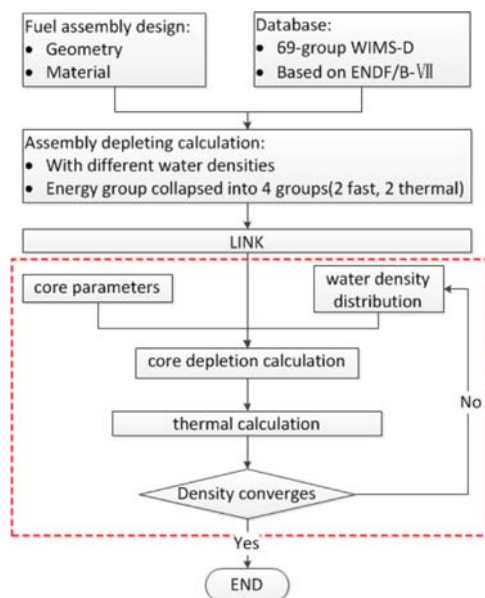 Fuel assembly design:
• Geometry
• Material
Database:
• 69-group WIMS-D
• Based on ENDF/B-Ⅶ
Assembly depleting calculation:
• With different water densities
• Energy group collapsed into 4 groups(2 fast, 2 thermal)
LINK
core parameters
water density
distribution
core depletion calculation
thermal calculation
No
Density converges
Yes
END